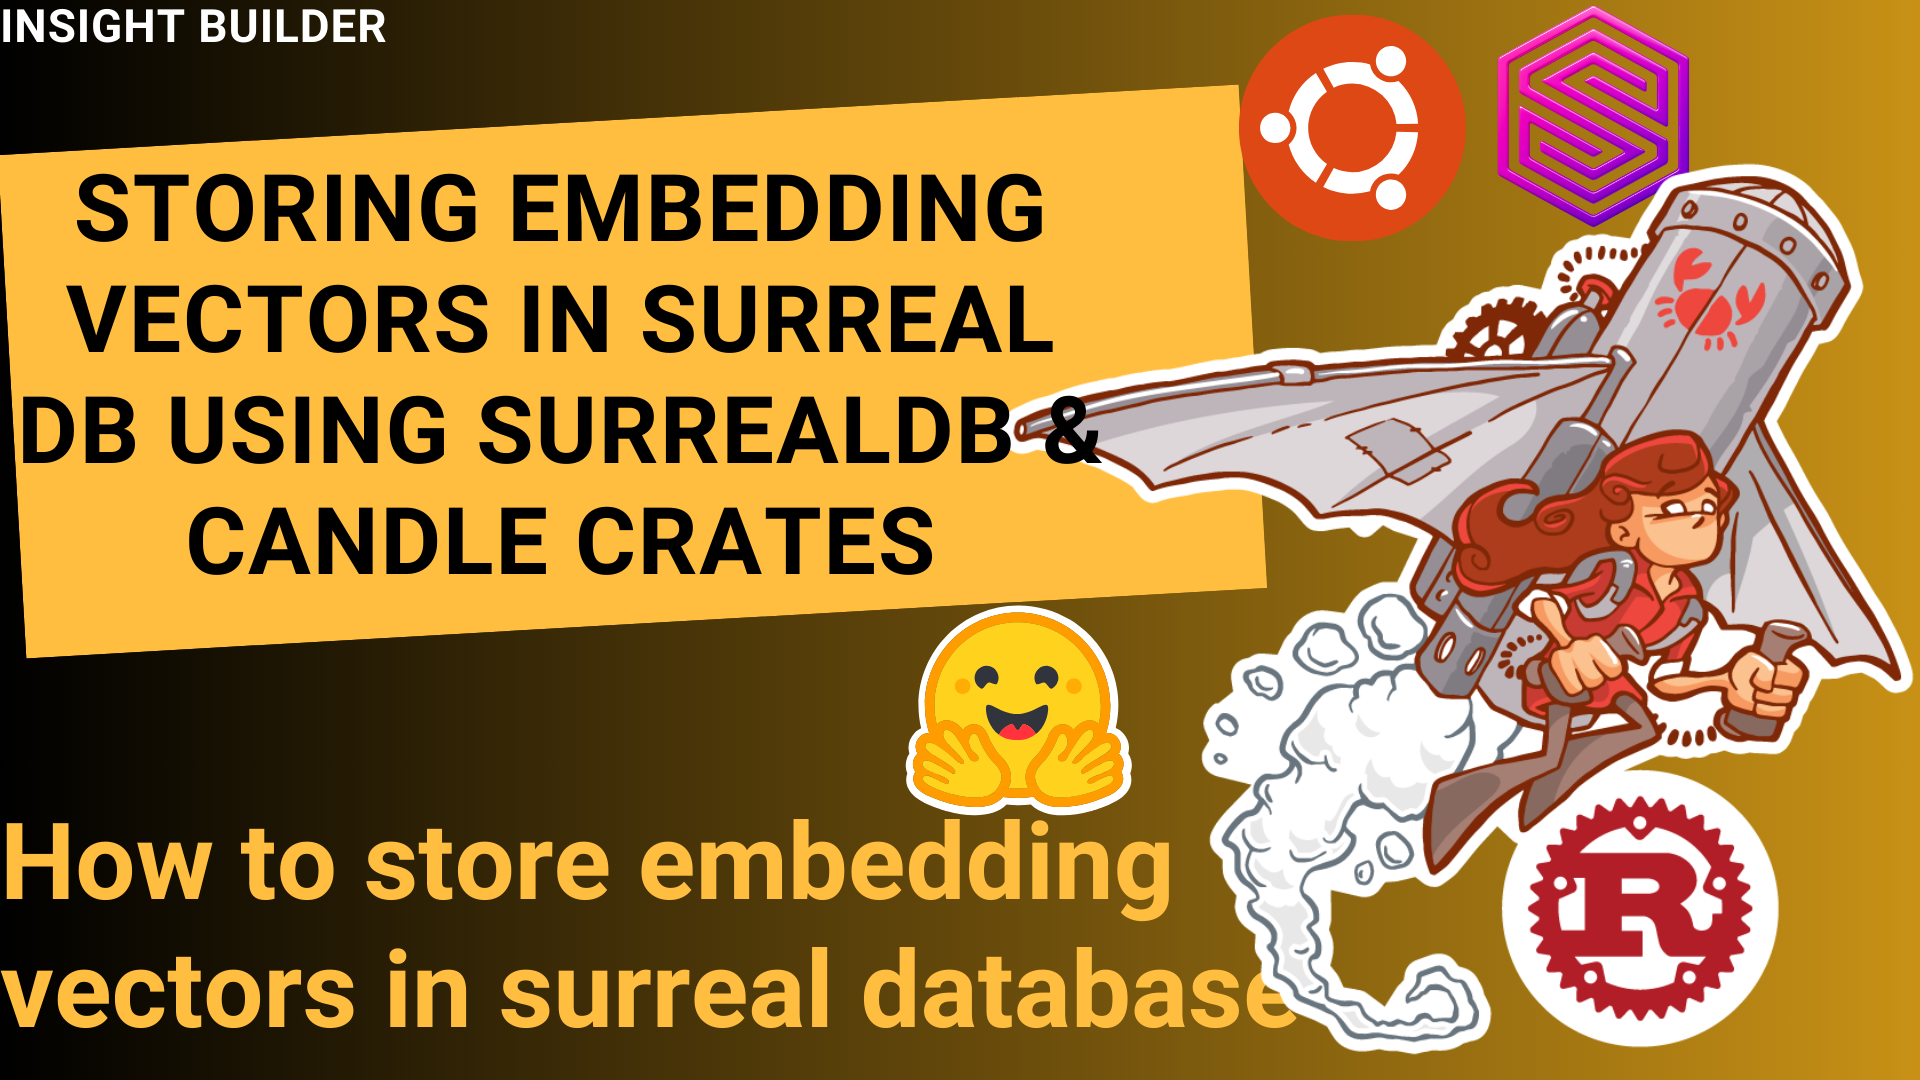 INSIGHT BUILDER
STORING EMBEDDING
VECTORS IN SURREAL
DB USING SURREALDB &
CANDLE CRATES
How to store embedding
vectors in surreal database
R